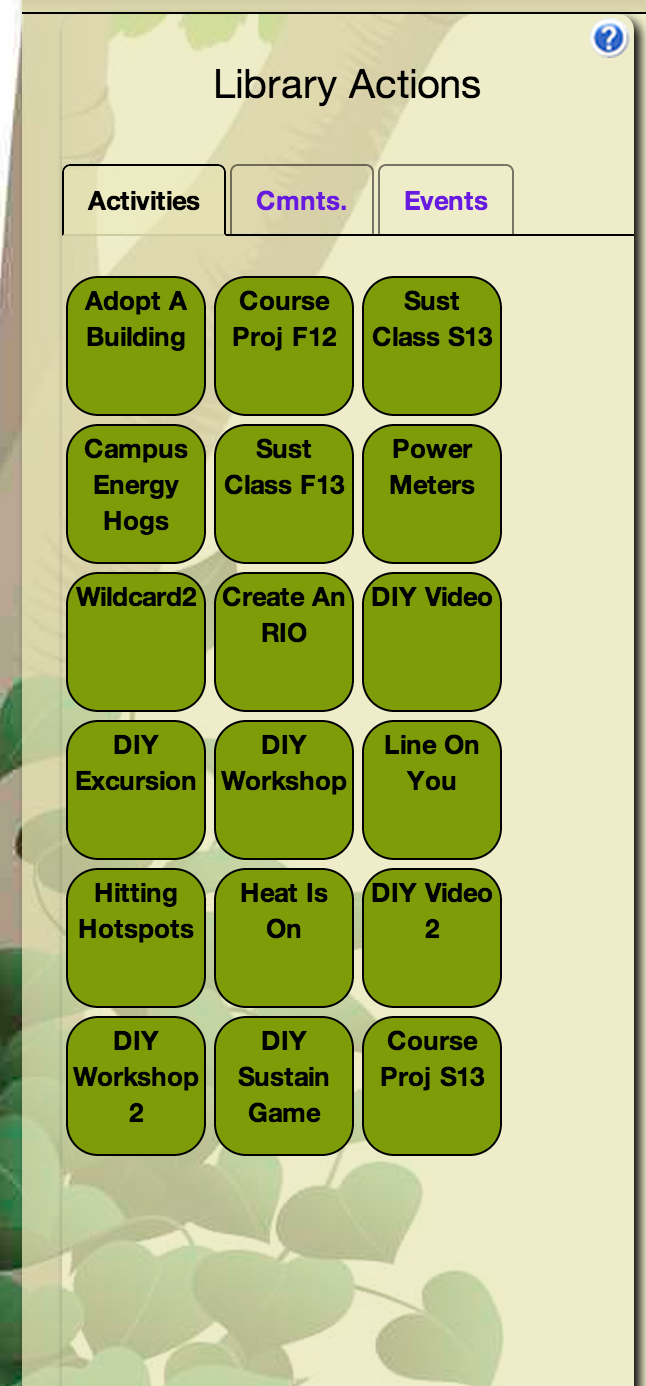 ?
Library Actions
Activities
Cmnts.
Events
Adopt A
Building
Course
Proj F12
Sust
Class S13
Campus
Energy
Hogs
Sust
Class F13
Power
Meters
Wildcard2
Create An
RIO
DIY Video
DIY
Excursion
DIY
Workshop
Line On
You
Hitting
Hotspots
Heat Is
On
DIY Video
2
DIY
Workshop
2
DIY
Sustain
Game
Course
Proj S13